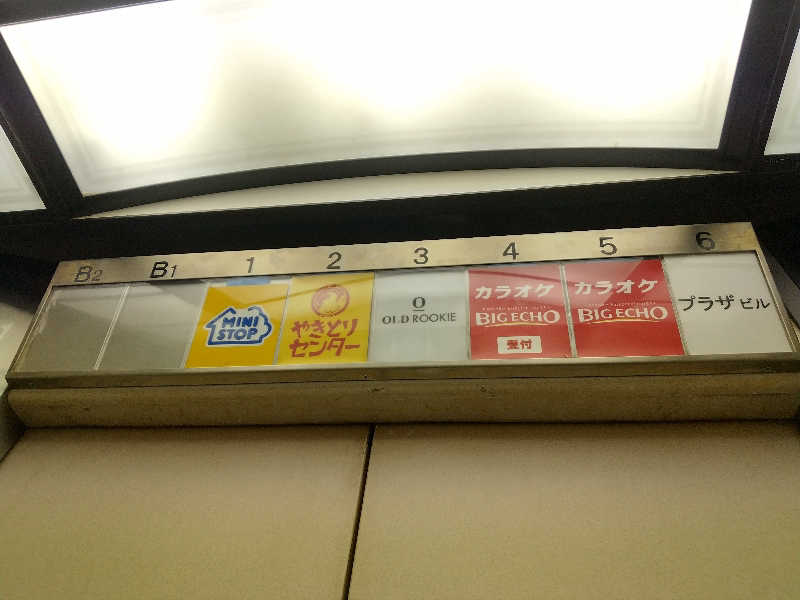 B2 B1 1 2 3 4 5 6
MINI
STOP
やきとり
センター
O
OLD ROOKIE
カラオケ
BIG ECHO
受付
カラオケ
BIG ECHO
プラザ ビル